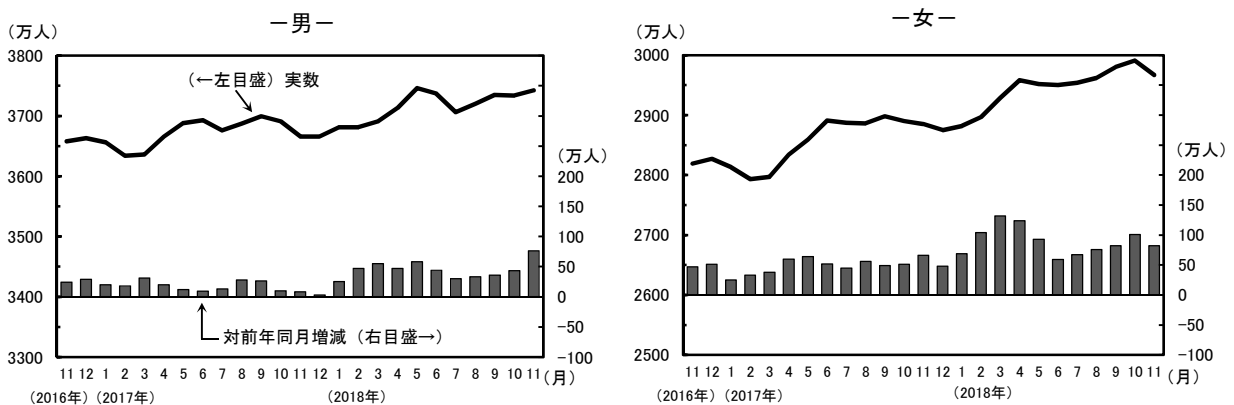 －男－
（万人）
3800
3700
3600
3500
3400
3300
（←左目盛）実数
（万人）
200
150
100
50
0
−50
−100
対前年同月増減（右目盛→）
11 12 1 2 3 4 5 6 7 8 9 10 11 12 1 2 3 4 5 6 7 8 9 10 11（月）
（2016年）（2017年） （2018年）
－女－
（万人）
3000
2900
2800
2700
2600
2500
（万人）
200
150
100
50
0
−50
−100
11 12 1 2 3 4 5 6 7 8 9 10 11 12 1 2 3 4 5 6 7 8 9 10 11（月）
（2016年）（2017年） （2018年）